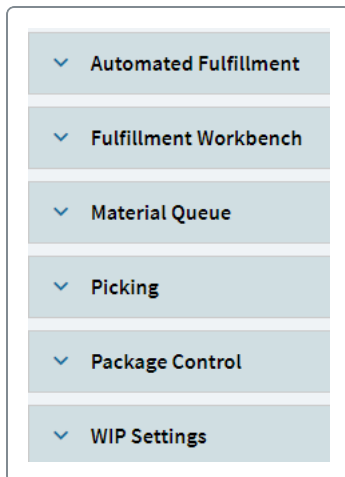 Automated Fulfillment
Fulfillment Workbench
Material Queue
Picking
Package Control
WIP Settings